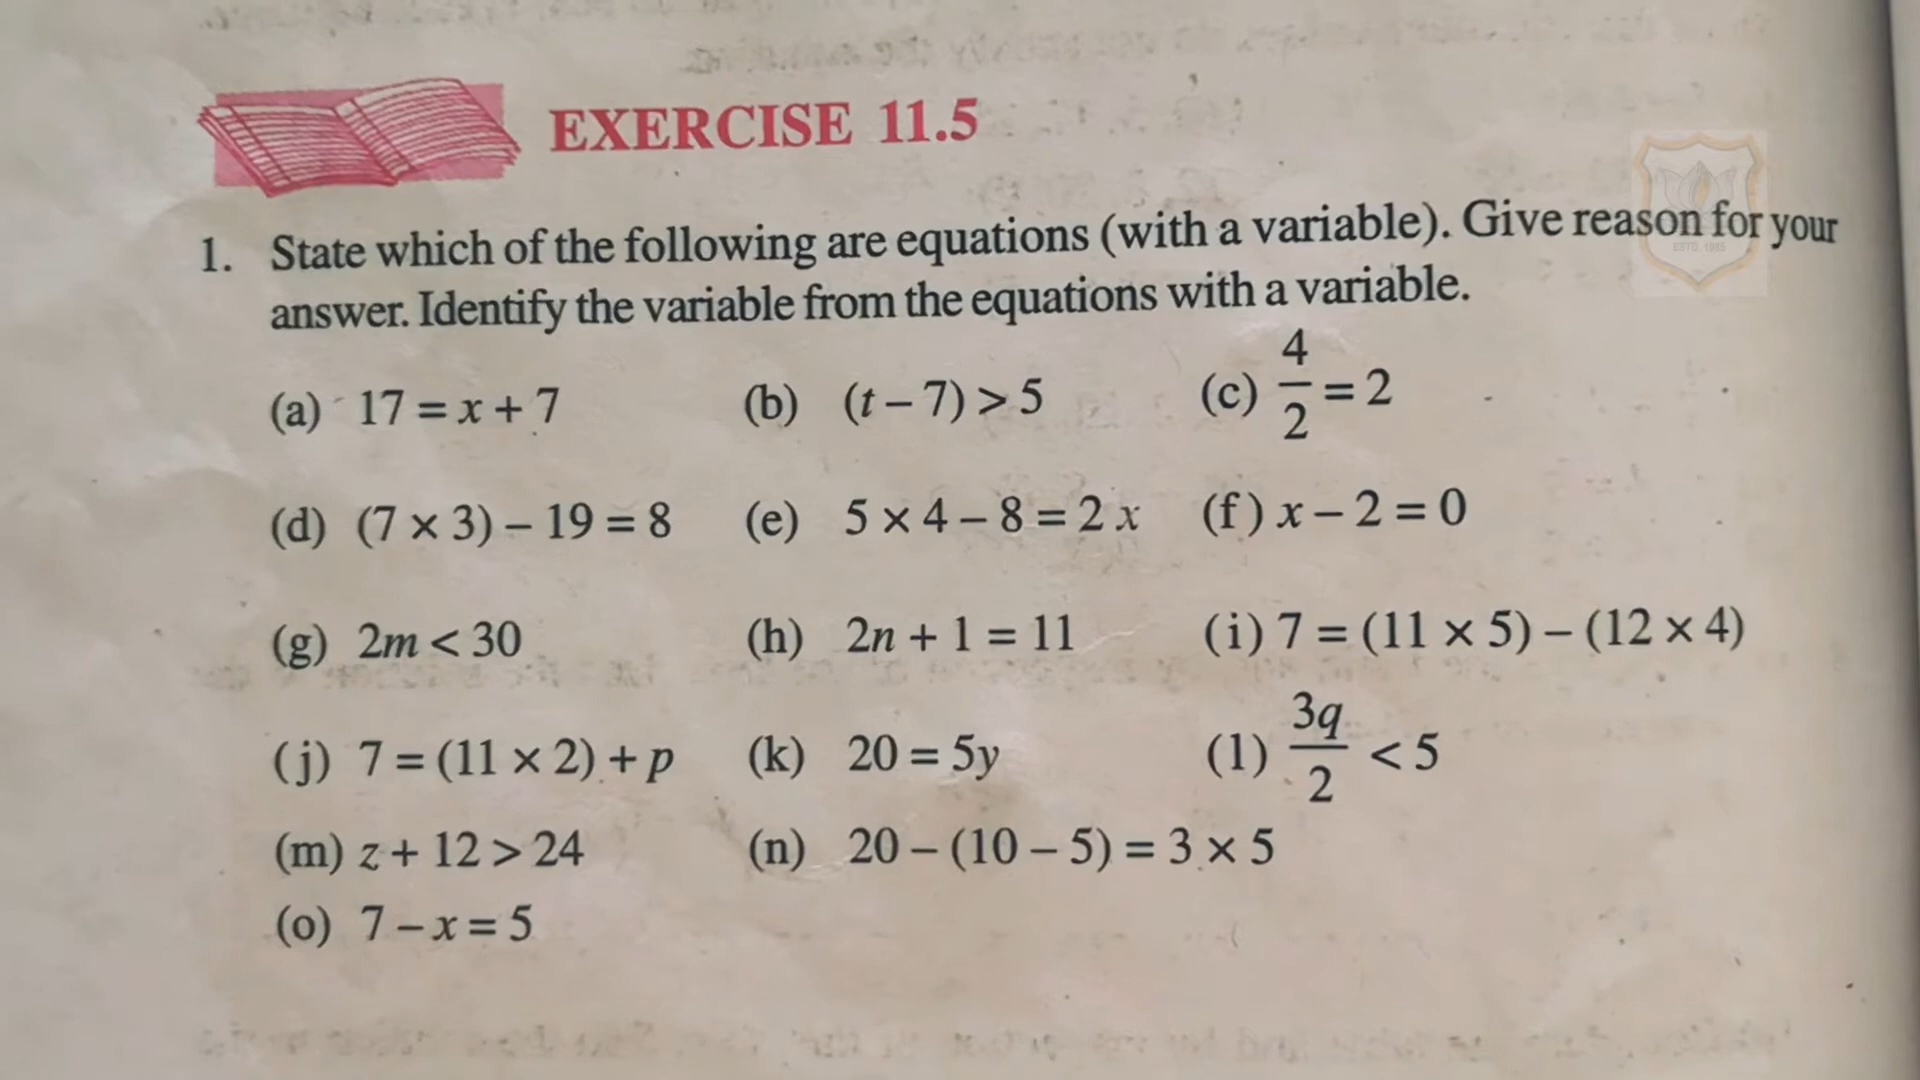 EXERCISE 11.5
1. State which of the following are equations (with a variable). Give reason for your
answer. Identify the variable from the equations with a variable.
(a) 17 = x + 7 (b) (t – 7) > 5 (c) 4/2 = 2
(d) (7 × 3) – 19 = 8 (e) 5 × 4 – 8 = 2 x (f) x – 2 = 0
(g) 2m < 30 (h) 2n + 1 = 11 (i) 7 = (11 × 5) – (12 × 4)
(j) 7 = (11 × 2) + p (k) 20 = 5y (l) 3q/2 < 5
(m) z + 12 > 24 (n) 20 – (10 – 5) = 3 × 5
(o) 7 – x = 5
ESTD. 1985